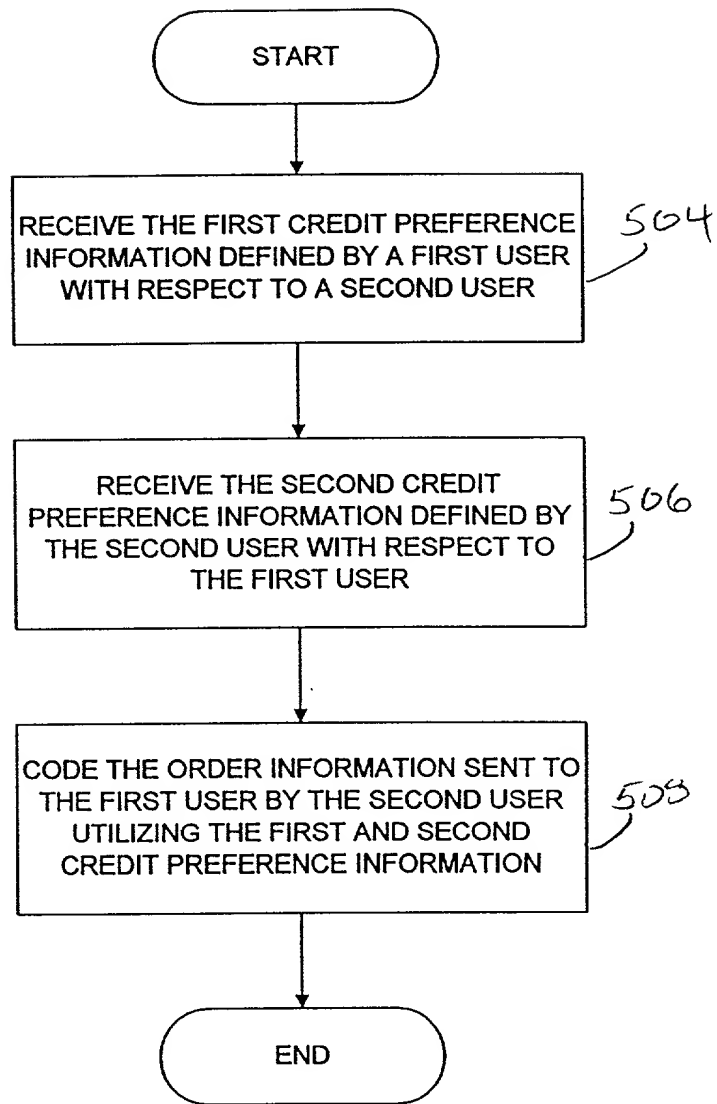 START
RECEIVE THE FIRST CREDIT PREFERENCE
INFORMATION DEFINED BY A FIRST USER
WITH RESPECT TO A SECOND USER
504
RECEIVE THE SECOND CREDIT
PREFERENCE INFORMATION DEFINED BY
THE SECOND USER WITH RESPECT TO
THE FIRST USER
506
CODE THE ORDER INFORMATION SENT TO
THE FIRST USER BY THE SECOND USER
UTILIZING THE FIRST AND SECOND
CREDIT PREFERENCE INFORMATION
508
END